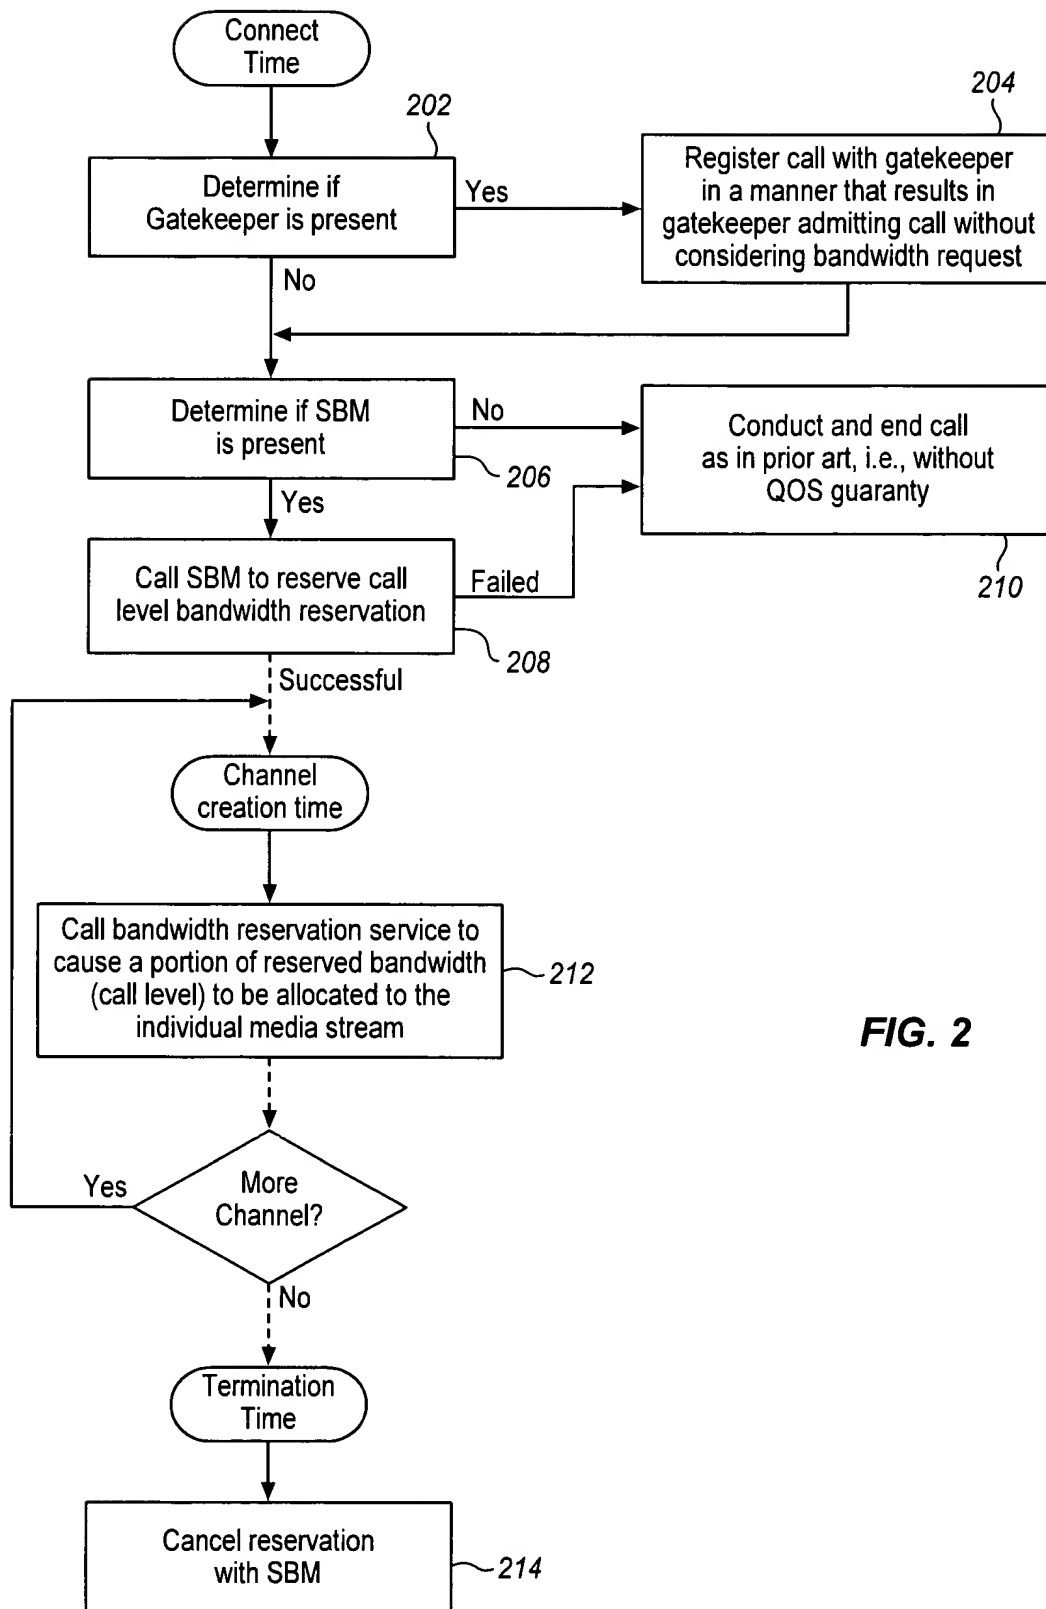 Connect
Time
202
204
Determine if
Gatekeeper is present
Yes
Register call with gatekeeper
in a manner that results in
gatekeeper admitting call without
considering bandwidth request
No
Determine if SBM
is present
No
206
Conduct and end call
as in prior art, i.e., without
QOS guaranty
210
Yes
Call SBM to reserve call
level bandwidth reservation
Failed
208
Successful
Channel
creation time
Call bandwidth reservation service to
cause a portion of reserved bandwidth
(call level) to be allocated to the
individual media stream
212
FIG. 2
More
Channel?
Yes
No
Termination
Time
Cancel reservation
with SBM
214